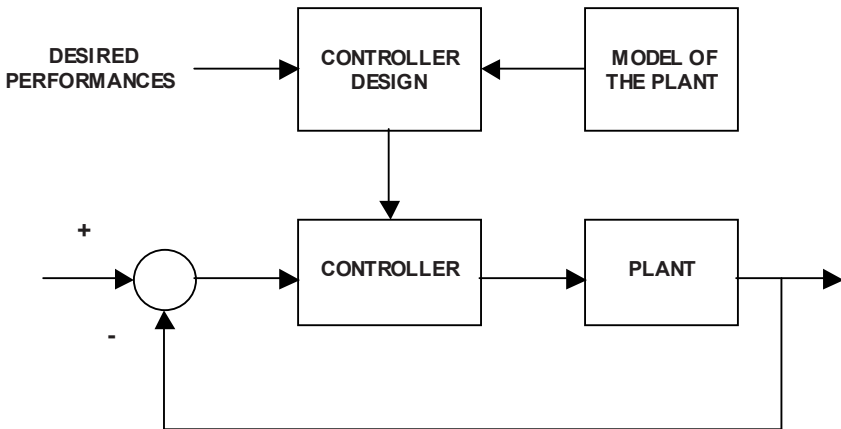 DESIRED
PERFORMANCES
CONTROLLER
DESIGN
MODEL OF
THE PLANT
+
CONTROLLER
PLANT
-